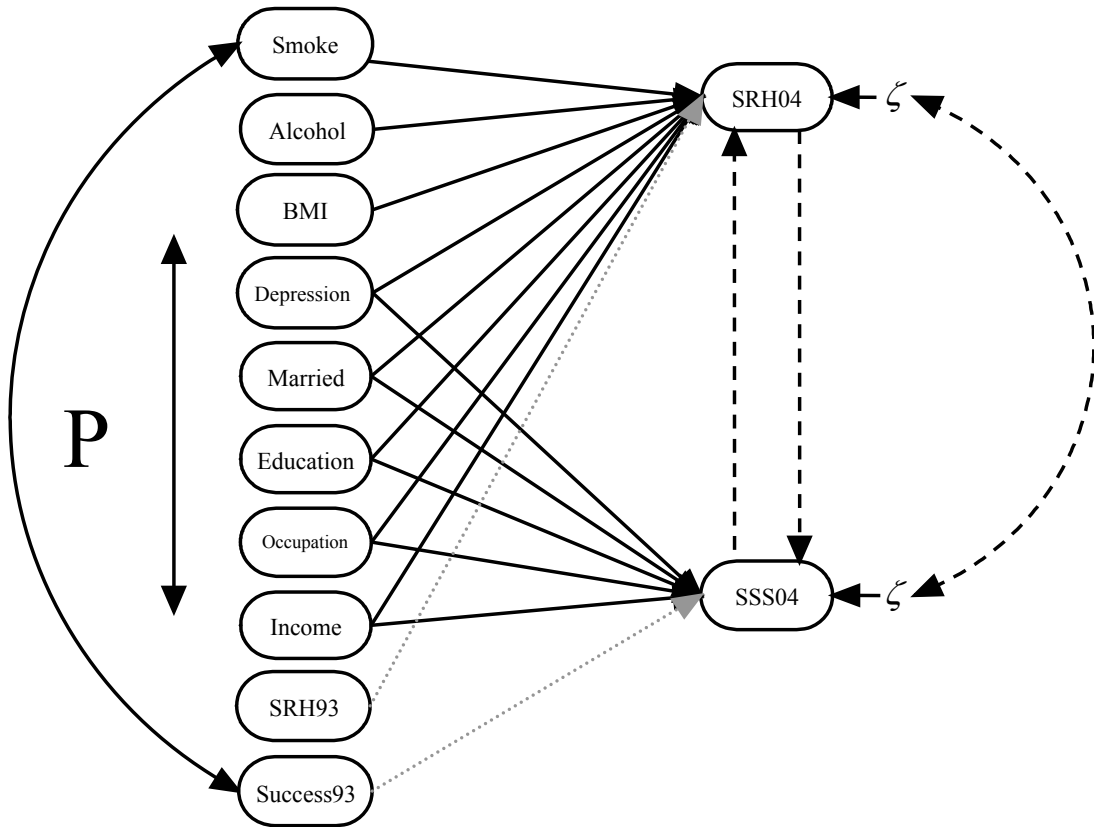 Smoke
Alcohol
BMI
Depression
Married
Education
Occupation
Income
SRH93
Success93
P
SRH04
ζ
SSS04
ζ